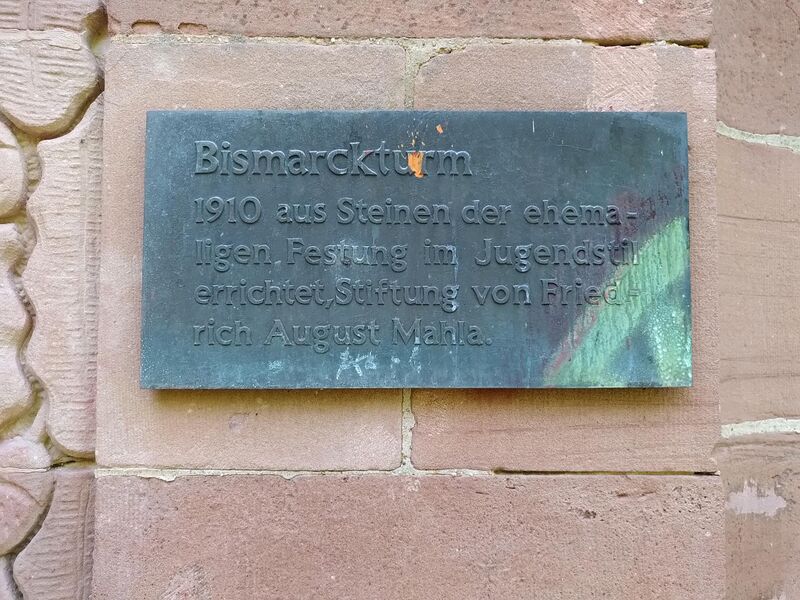 Bismarckturm
1910 aus Steinen der ehema-
ligen Festung im Jugendstil
errichtet, Stiftung von Fried-
rich August Mahla.